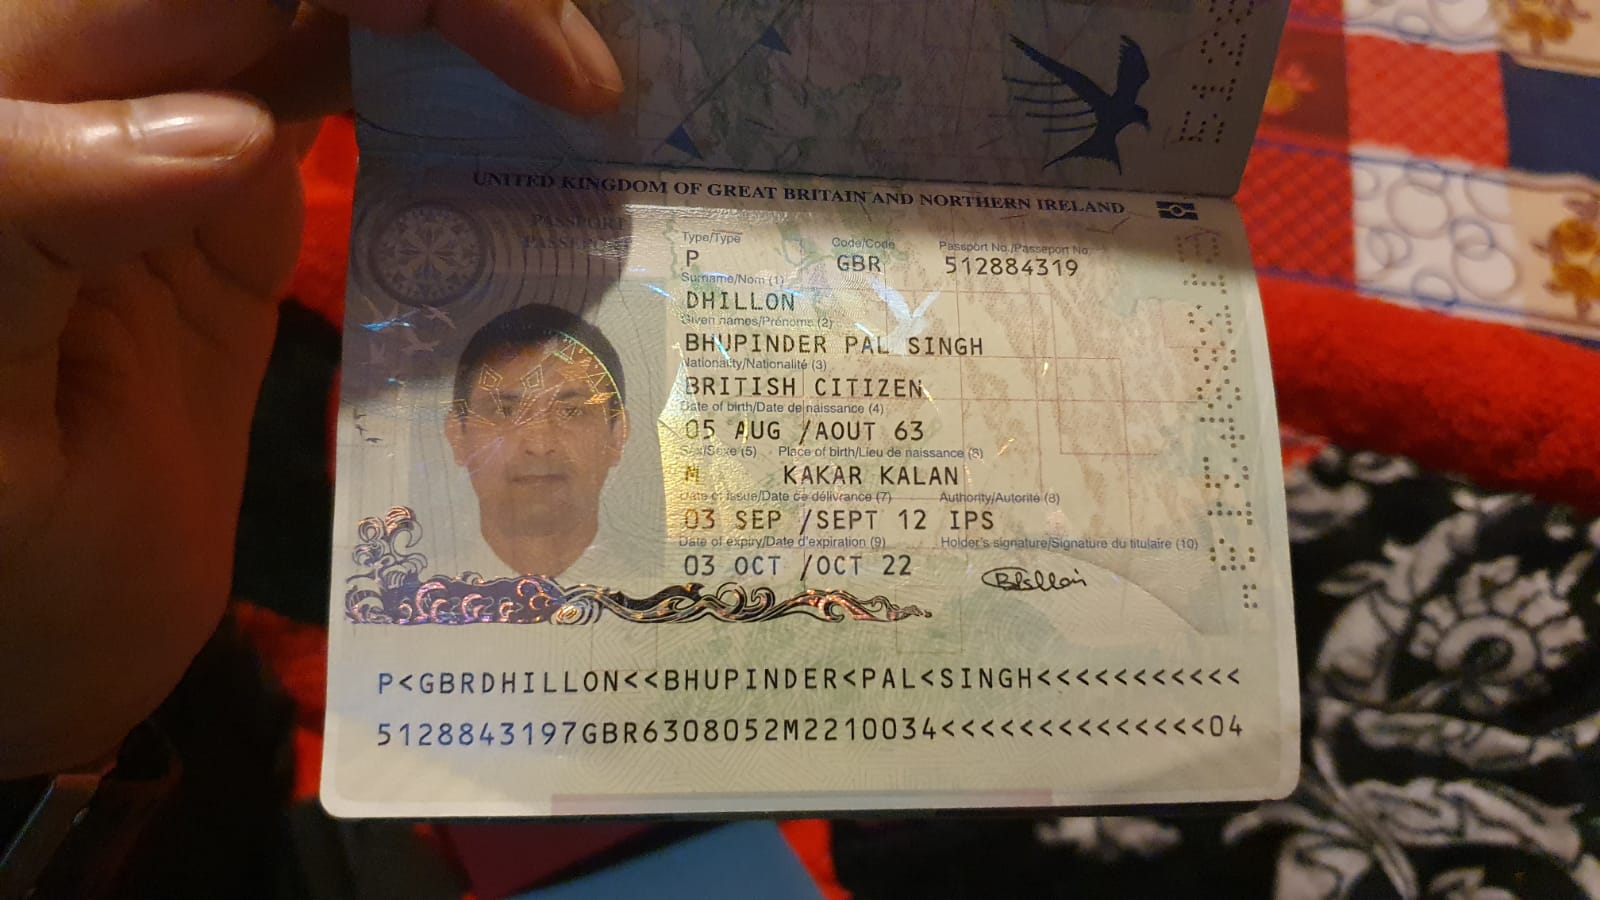 UNITED KINGDOM OF GREAT BRITAIN AND NORTHERN IRELAND
PASSPORT
PASSEPORT
Type/Type Code/Code Passport No./Passeport No.
P GBR 512884319
Surname/Nom (1)
DHILLON
Given names/Prénoms (2)
BHUPINDER PAL SINGH
Nationality/Nationalité (3)
BRITISH CITIZEN
Date of birth/Date de naissance (4)
05 AUG /AOUT 63
Sex/Sexe (5) Place of birth/Lieu de naissance (6)
M KAKAR KALAN
Date of issue/Date de délivrance (7) Authority/Autorité (8)
03 SEP /SEPT 12 IPS
Date of expiry/Date d'expiration (9) Holder's signature/Signature du titulaire (10)
03 OCT /OCT 22
P<GBRDHILLON<<BHUPINDER<PAL<SINGH<<<<<<<<<<<
5128843197GBR6308052M2210034<<<<<<<<<<<<<<04